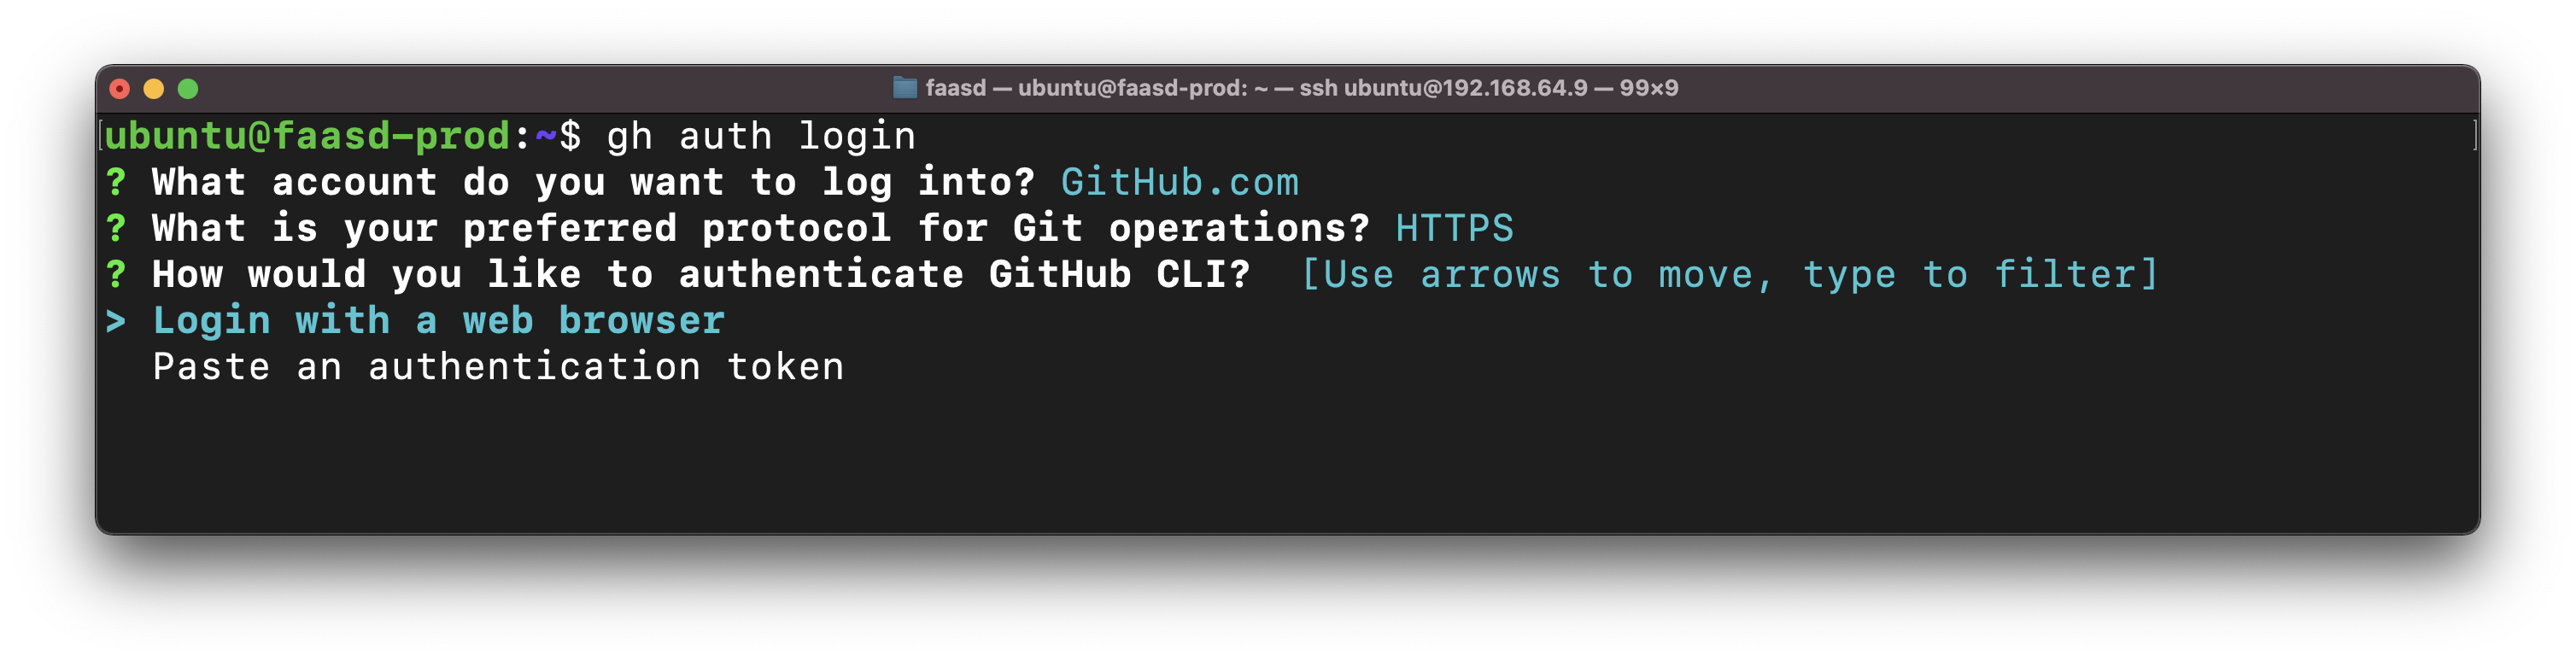 faasd — ubuntu@faasd-prod: ~ — ssh ubuntu@192.168.64.9 — 99×9
[ubuntu@faasd-prod:~$ gh auth login ]
? What account do you want to log into? GitHub.com
? What is your preferred protocol for Git operations? HTTPS
? How would you like to authenticate GitHub CLI?  [Use arrows to move, type to filter]
> Login with a web browser
  Paste an authentication token